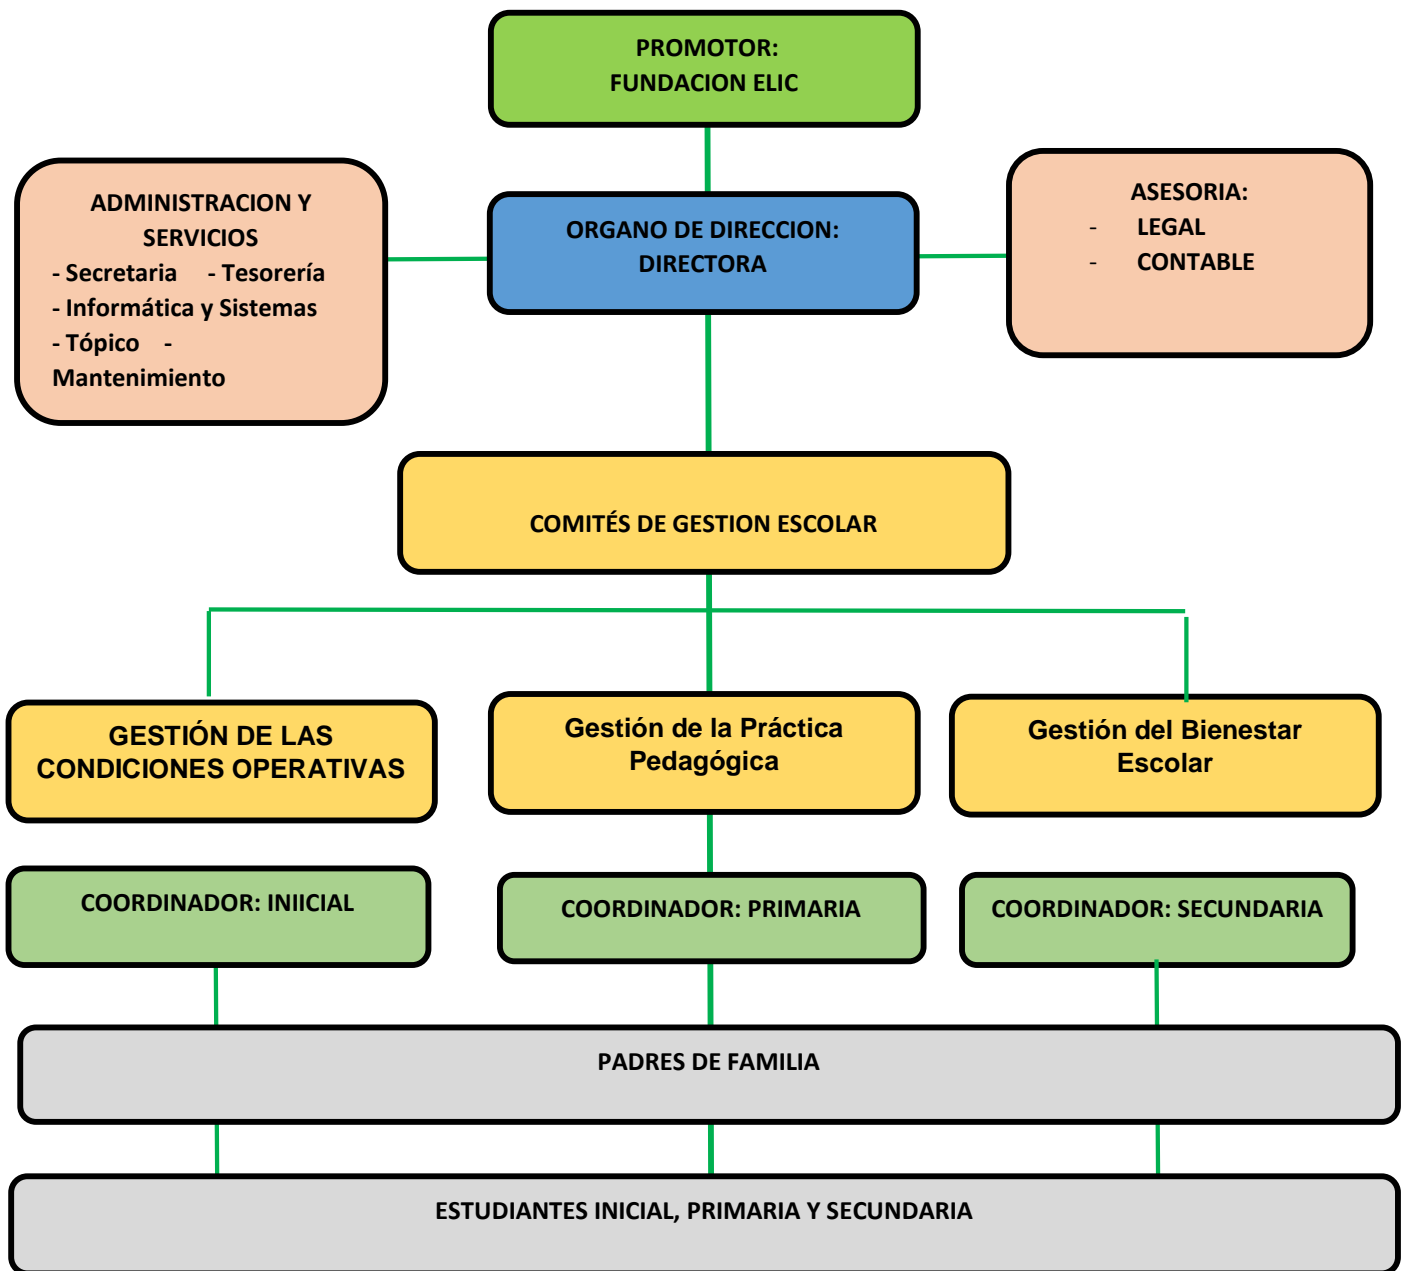 PROMOTOR:
FUNDACION ELIC
ADMINISTRACION Y
SERVICIOS
- Secretaria - Tesorería
- Informática y Sistemas
- Tópico -
Mantenimiento
ORGANO DE DIRECCION:
DIRECTORA
ASESORIA:
- LEGAL
- CONTABLE
COMITÉS DE GESTION ESCOLAR
GESTIÓN DE LAS
CONDICIONES OPERATIVAS
Gestión de la Práctica
Pedagógica
Gestión del Bienestar
Escolar
COORDINADOR: INIICIAL
COORDINADOR: PRIMARIA
COORDINADOR: SECUNDARIA
PADRES DE FAMILIA
ESTUDIANTES INICIAL, PRIMARIA Y SECUNDARIA